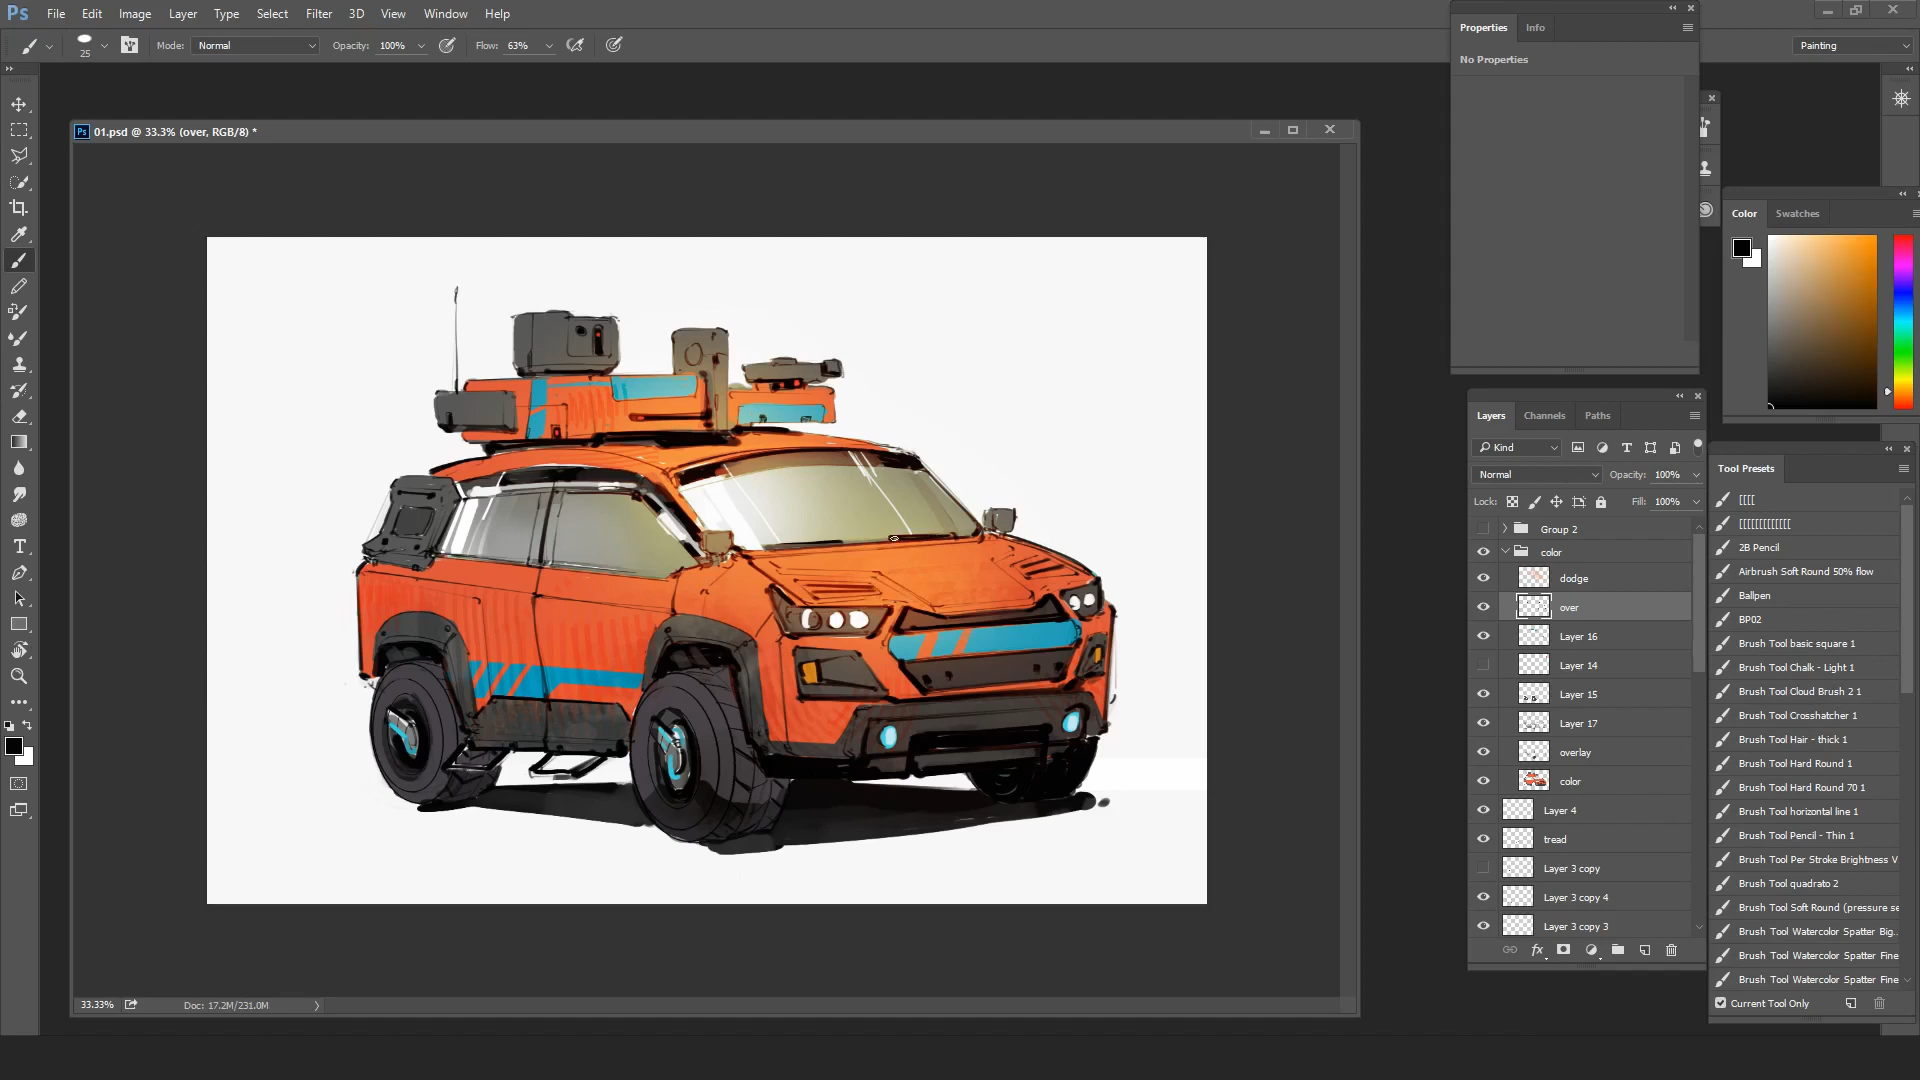 Ps File Edit Image Layer Type Select Filter 3D View Window Help
25 Mode: Normal Opacity: 100% Flow: 63% Painting
Properties Info
No Properties
Ps 01.psd @ 33.3% (over, RGB/8) *
Color Swatches
Layers Channels Paths
Kind
Normal Opacity: 100%
Lock: Fill: 100%
Group 2
color
dodge
over
Layer 16
Layer 14
Layer 15
Layer 17
overlay
color
Layer 4
tread
Layer 3 copy
Layer 3 copy 4
Layer 3 copy 3
fx
Tool Presets
[[[[
[[[[[[[[[[[[[
2B Pencil
Airbrush Soft Round 50% flow
Ballpen
BP02
Brush Tool basic square 1
Brush Tool Chalk - Light 1
Brush Tool Cloud Brush 2 1
Brush Tool Crosshatcher 1
Brush Tool Hair - thick 1
Brush Tool Hard Round 1
Brush Tool Hard Round 70 1
Brush Tool horizontal line 1
Brush Tool Pencil - Thin 1
Brush Tool Per Stroke Brightness V
Brush Tool quadrato 2
Brush Tool Soft Round (pressure se
Brush Tool Watercolor Spatter Big...
Brush Tool Watercolor Spatter Fine
Brush Tool Watercolor Spatter Fine
Current Tool Only
33.33% Doc: 17.2M/231.0M